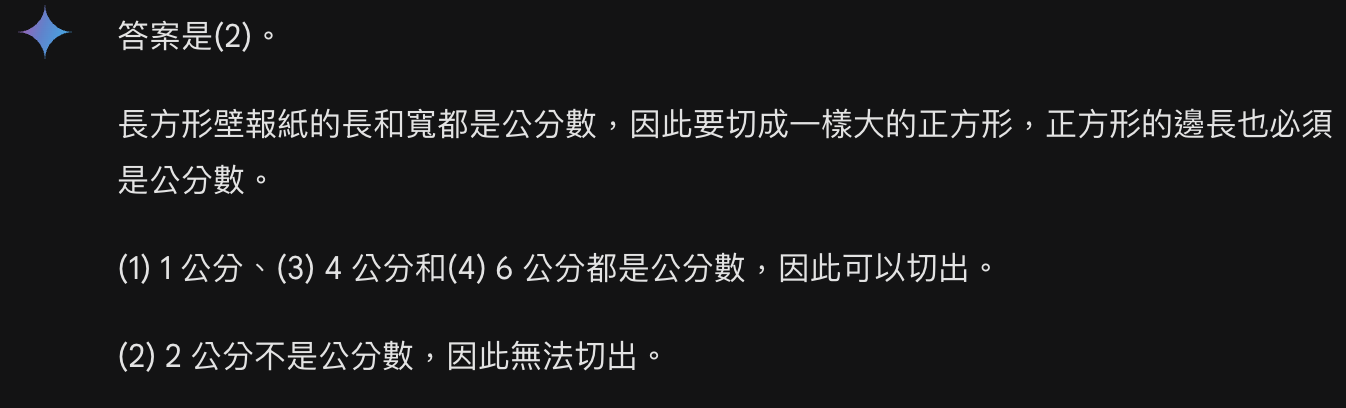 答案是(2)。
長方形壁報紙的長和寬都是公分數，因此要切成一樣大的正方形，正方形的邊長也必須
是公分數。
(1) 1 公分、(3) 4 公分和(4) 6 公分都是公分數，因此可以切出。
(2) 2 公分不是公分數，因此無法切出。